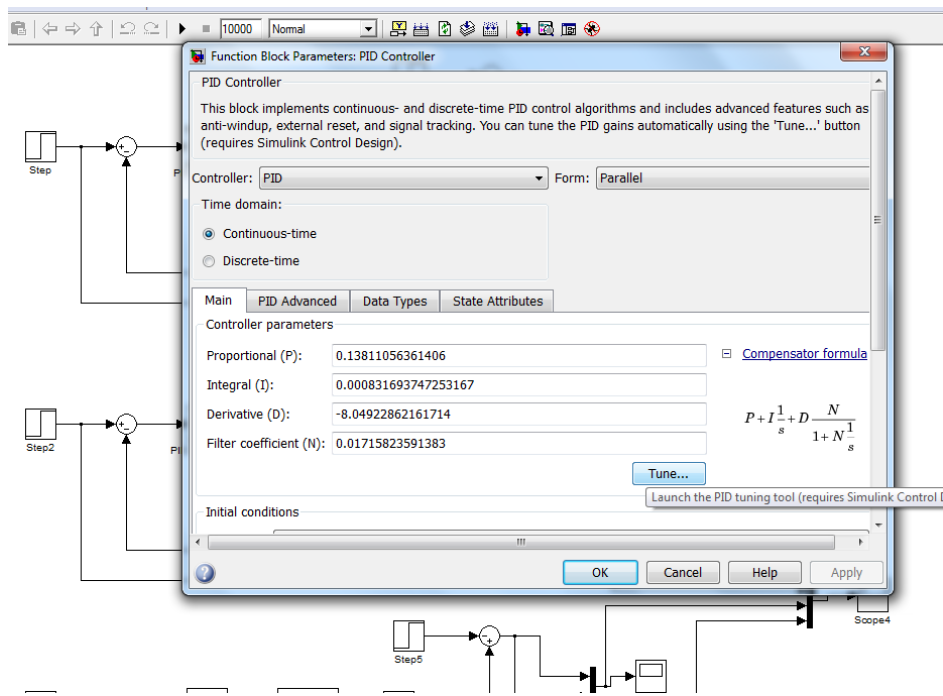 10000 Normal
Function Block Parameters: PID Controller
PID Controller
This block implements continuous- and discrete-time PID control algorithms and includes advanced features such as
anti-windup, external reset, and signal tracking. You can tune the PID gains automatically using the 'Tune...' button
(requires Simulink Control Design).
Controller: PID Form: Parallel
Time domain:
Continuous-time
Discrete-time
Main PID Advanced Data Types State Attributes
Controller parameters
Proportional (P): 0.13811056361406 Compensator formula
Integral (I): 0.000831693747253167
Derivative (D): -8.04922862161714
Filter coefficient (N): 0.01715823591383
P+I 1/s +D N/(1+N 1/s)
Tune...
Launch the PID tuning tool (requires Simulink Control
Initial conditions
OK Cancel Help Apply
Step
P
Step2
PI
Scope4
Step5